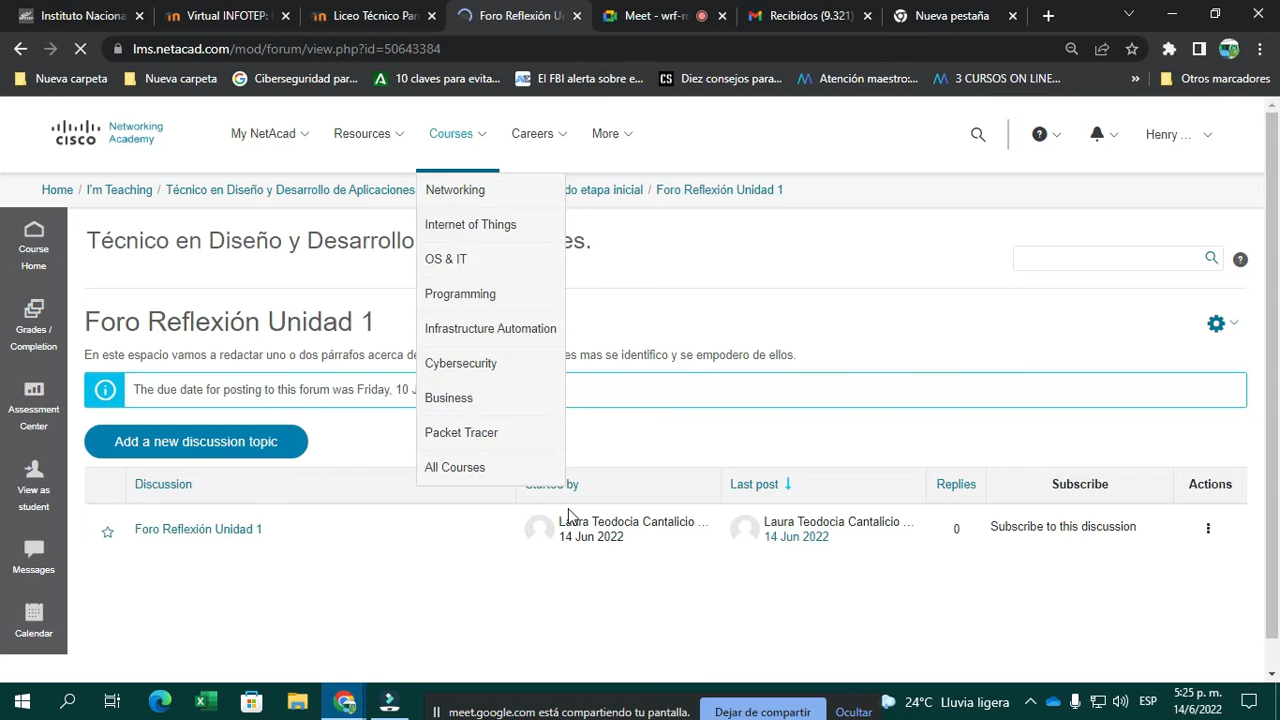 Instituto Naciona
Virtual INFOTEP:
Liceo Técnico Par
Foro Reflexión U
Meet - wrf-rc
Recibidos (9.321)
Nueva pestaña
lms.netacad.com/mod/forum/view.php?id=50643384
Nueva carpeta
Nueva carpeta
Ciberseguridad par...
10 claves para evita...
El FBI alerta sobre e...
Diez consejos para...
Atención maestro:...
3 CURSOS ON LINE...
»
Otros marcadores
cisco Networking Academy
My NetAcad
Resources
Courses
Careers
More
Henry ...
Home / I'm Teaching / Técnico en Diseño y Desarrollo de Aplicaciones
do etapa inicial / Foro Reflexión Unidad 1
Networking
Internet of Things
OS & IT
Programming
Infrastructure Automation
Cybersecurity
Business
Packet Tracer
All Courses
Course Home
Grades / Completion
Assessment Center
View as student
Messages
Calendar
Técnico en Diseño y Desarrollo
es.
Foro Reflexión Unidad 1
En este espacio vamos a redactar uno o dos párrafos acerca de
es mas se identifico y se empodero de ellos.
The due date for posting to this forum was Friday, 10 J
Add a new discussion topic
Discussion
Started by
Last post
Replies
Subscribe
Actions
Foro Reflexión Unidad 1
Laura Teodocia Cantalicio ...
14 Jun 2022
Laura Teodocia Cantalicio ...
14 Jun 2022
0
Subscribe to this discussion
meet.google.com está compartiendo tu pantalla.
Dejar de compartir
Ocultar
24°C Lluvia ligera
ESP
5:25 p. m.
14/6/2022